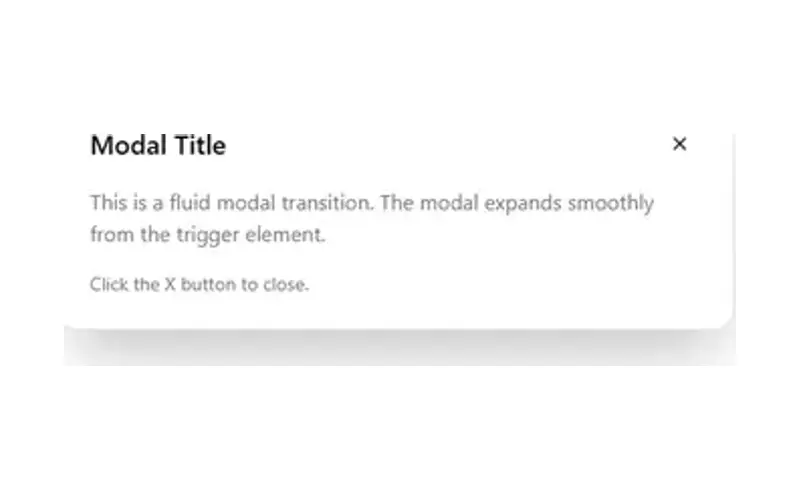 Modal Title
This is a fluid modal transition. The modal expands smoothly
from the trigger element.
Click the X button to close.